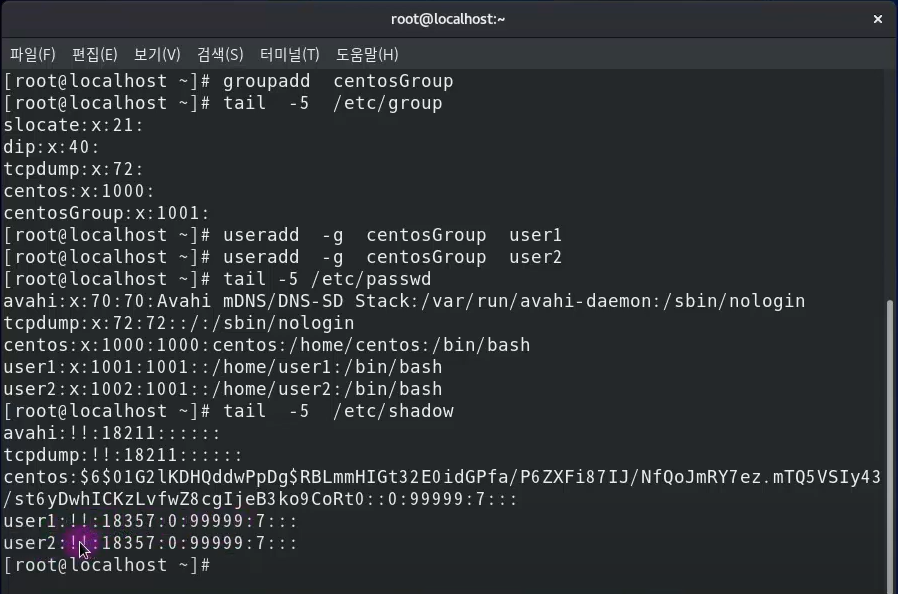 root@localhost:~
파일(F) 편집(E) 보기(V) 검색(S) 터미널(T) 도움말(H)
[root@localhost ~]# groupadd  centosGroup
[root@localhost ~]# tail  -5  /etc/group
slocate:x:21:
dip:x:40:
tcpdump:x:72:
centos:x:1000:
centosGroup:x:1001:
[root@localhost ~]# useradd  -g  centosGroup  user1
[root@localhost ~]# useradd  -g  centosGroup  user2
[root@localhost ~]# tail -5 /etc/passwd
avahi:x:70:70:Avahi mDNS/DNS-SD Stack:/var/run/avahi-daemon:/sbin/nologin
tcpdump:x:72:72::/:/sbin/nologin
centos:x:1000:1000:centos:/home/centos:/bin/bash
user1:x:1001:1001::/home/user1:/bin/bash
user2:x:1002:1001::/home/user2:/bin/bash
[root@localhost ~]# tail  -5  /etc/shadow
avahi:!!:18211::::::
tcpdump:!!:18211::::::
centos:$6$01G2lKDHQddwPpDg$RBLmmHIGt32E0idGPfa/P6ZXFi87IJ/NfQoJmRY7ez.mTQ5VSIy43
/st6yDwhICKzLvfwZ8cgIjeB3ko9CoRt0::0:99999:7:::
user1:!!:18357:0:99999:7:::
user2:!!:18357:0:99999:7:::
[root@localhost ~]#